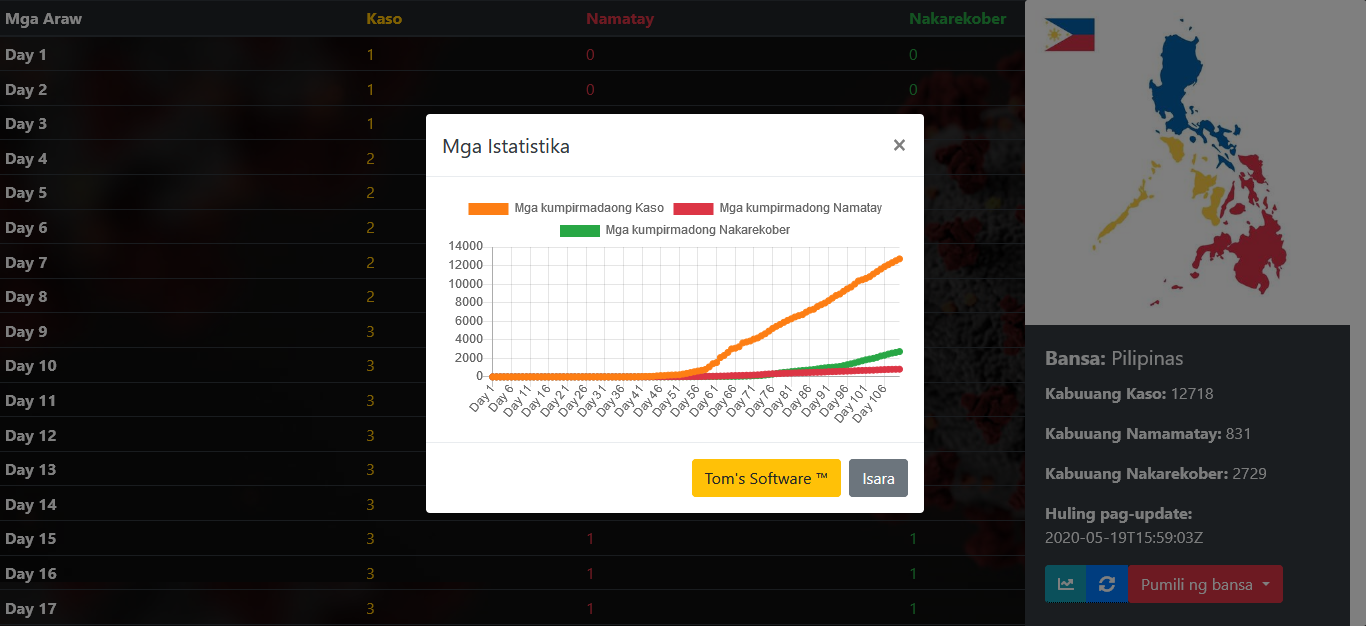 Mga Araw Kaso Namatay Nakarekober
Day 1 1 0 0
Day 2 1 0 0
Day 3 1
Day 4 2
Day 5 2
Day 6 2
Day 7 2
Day 8 2
Day 9 3
Day 10 3
Day 11 3
Day 12 3
Day 13 3
Day 14 3
Day 15 3 1 1
Day 16 3 1 1
Day 17 3 1 1
Mga Istatistika ×
Mga kumpirmadaong Kaso Mga kumpirmadong Namatay
Mga kumpirmadong Nakarekober
14000
12000
10000
8000
6000
4000
2000
0
Day 1 Day 6 Day 11 Day 16 Day 21 Day 26 Day 31 Day 36 Day 41 Day 46 Day 51 Day 56 Day 61 Day 66 Day 71 Day 76 Day 81 Day 86 Day 91 Day 96 Day 101 Day 106
Tom's Software ™ Isara
Bansa: Pilipinas
Kabuuang Kaso: 12718
Kabuuang Namamatay: 831
Kabuuang Nakarekober: 2729
Huling pag-update:
2020-05-19T15:59:03Z
Pumili ng bansa